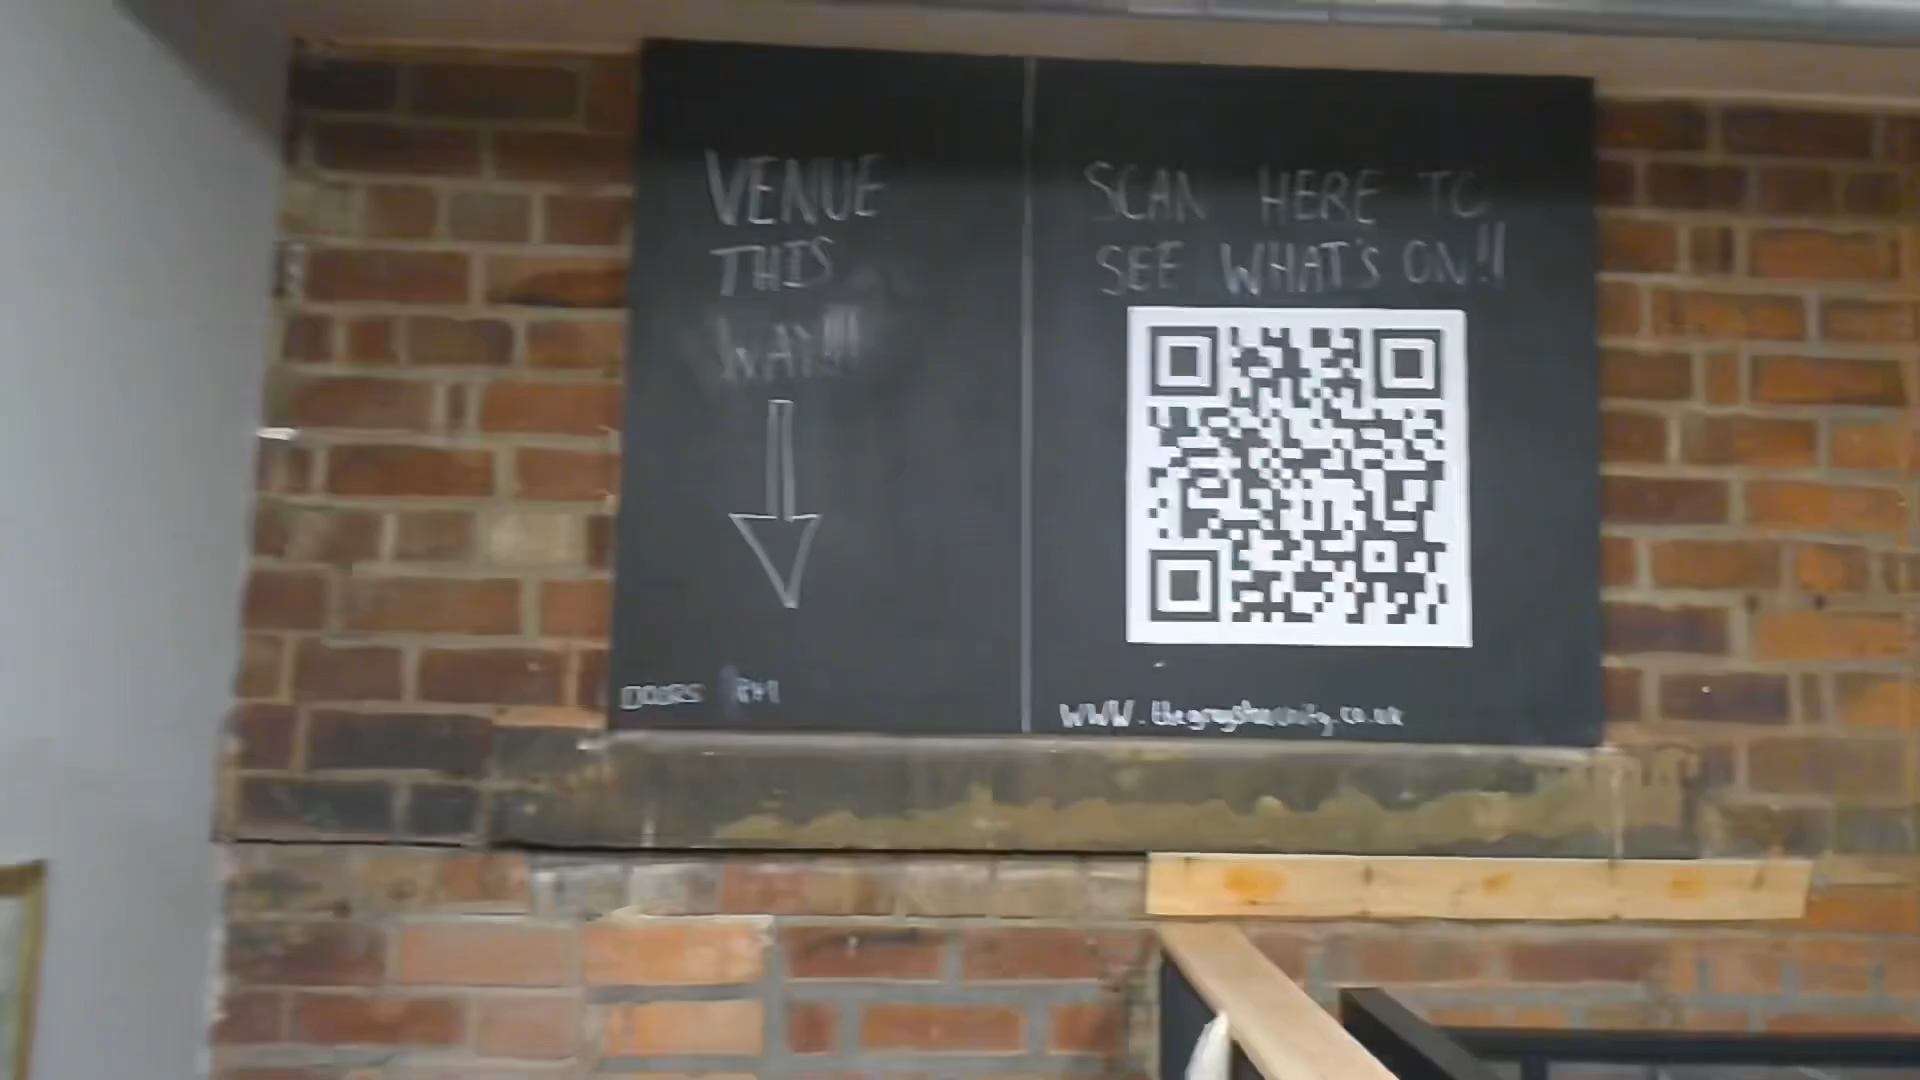 VENUE
THIS
WAY!!!
SCAN HERE TO
SEE WHAT'S ON!!
DOORS